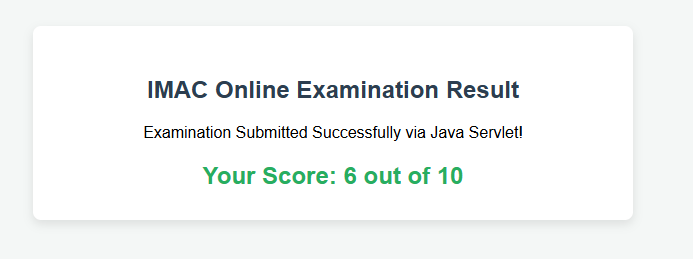 IMAC Online Examination Result
Examination Submitted Successfully via Java Servlet!
Your Score: 6 out of 10